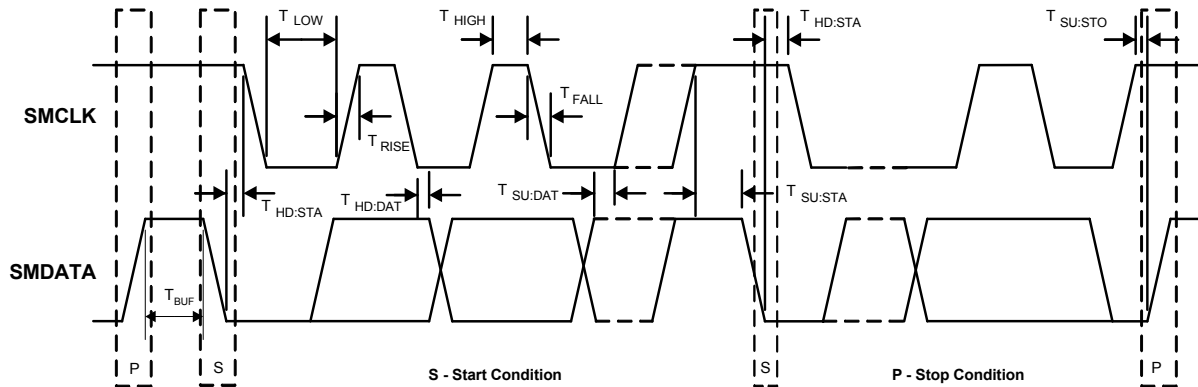 T LOW
T HIGH
T HD:STA
T SU:STO
SMCLK
T FALL
T RISE
T HD:STA
T HD:DAT
T SU:DAT
T SU:STA
SMDATA
TBUF
P
S
S - Start Condition
S
P - Stop Condition
P